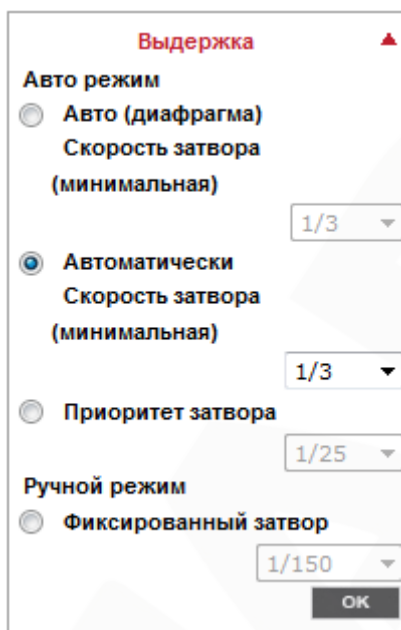 Выдержка
Авто режим
Авто (диафрагма)
Скорость затвора
(минимальная)
1/3
Автоматически
Скорость затвора
(минимальная)
1/3
Приоритет затвора
1/25
Ручной режим
Фиксированный затвор
1/150
OK